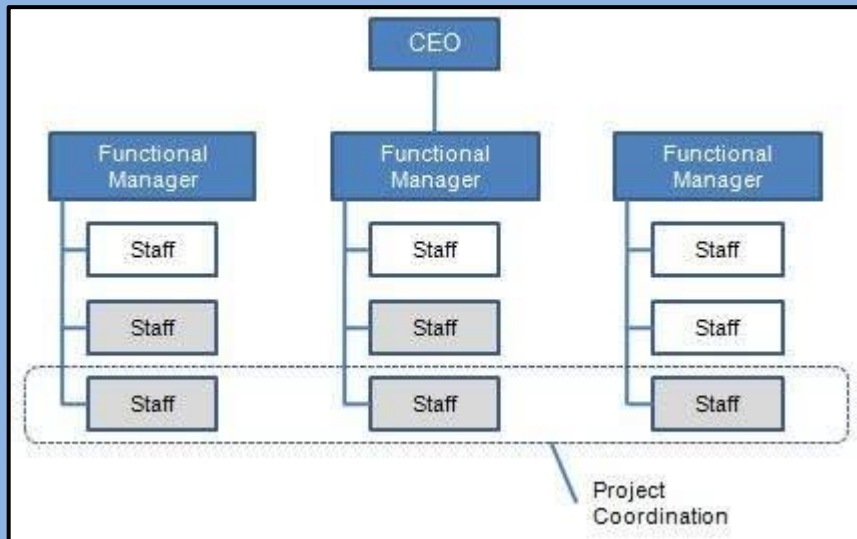 CEO
Functional
Manager
Functional
Manager
Functional
Manager
Staff
Staff
Staff
Staff
Staff
Staff
Staff
Staff
Staff
Project
Coordination